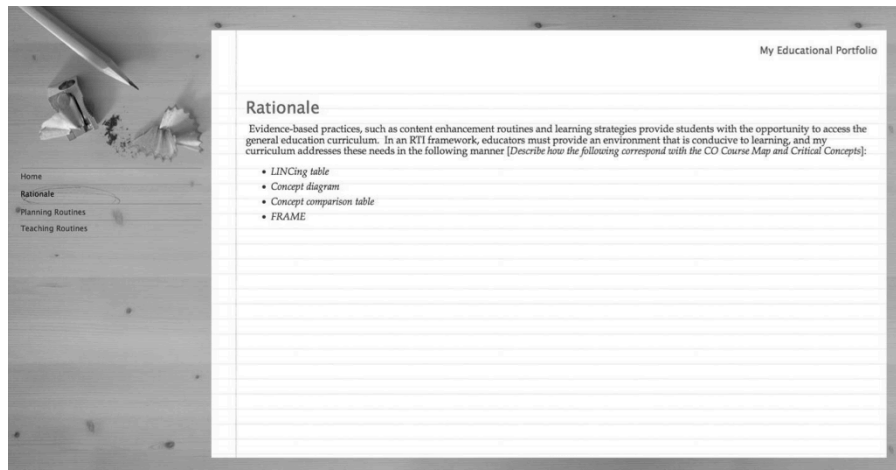 My Educational Portfolio
Rationale
Evidence-based practices, such as content enhancement routines and learning strategies provide students with the opportunity to access the
general education curriculum. In an RTI framework, educators must provide an environment that is conducive to learning, and my
curriculum addresses these needs in the following manner [Describe how the following correspond with the CO Course Map and Critical Concepts]:
• LINCing table
• Concept diagram
• Concept comparison table
• FRAME
Home
Rationale
Planning Routines
Teaching Routines